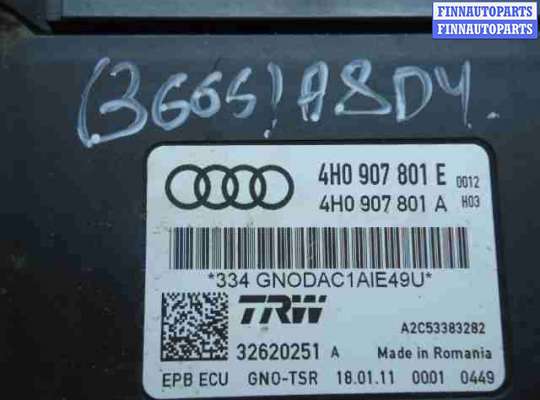 FINNAUTOPARTS
FINNAUTOPARTS
(3665) A8D4.
4H0 907 801 E 0012
4H0 907 801 A H03
*334 GNODAC1AIE49U*
TRW
A2C53383282
32620251 A Made in Romania
EPB ECU GNO-TSR 18.01.11 0001 0449